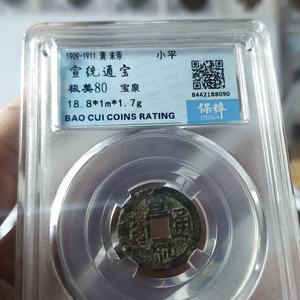 1909-1911 清 末帝 小平
宣统通宝
极美80 宝泉
18.8*1m*1.7g
84421B8090
保粹
BAO CUI COINS RATING